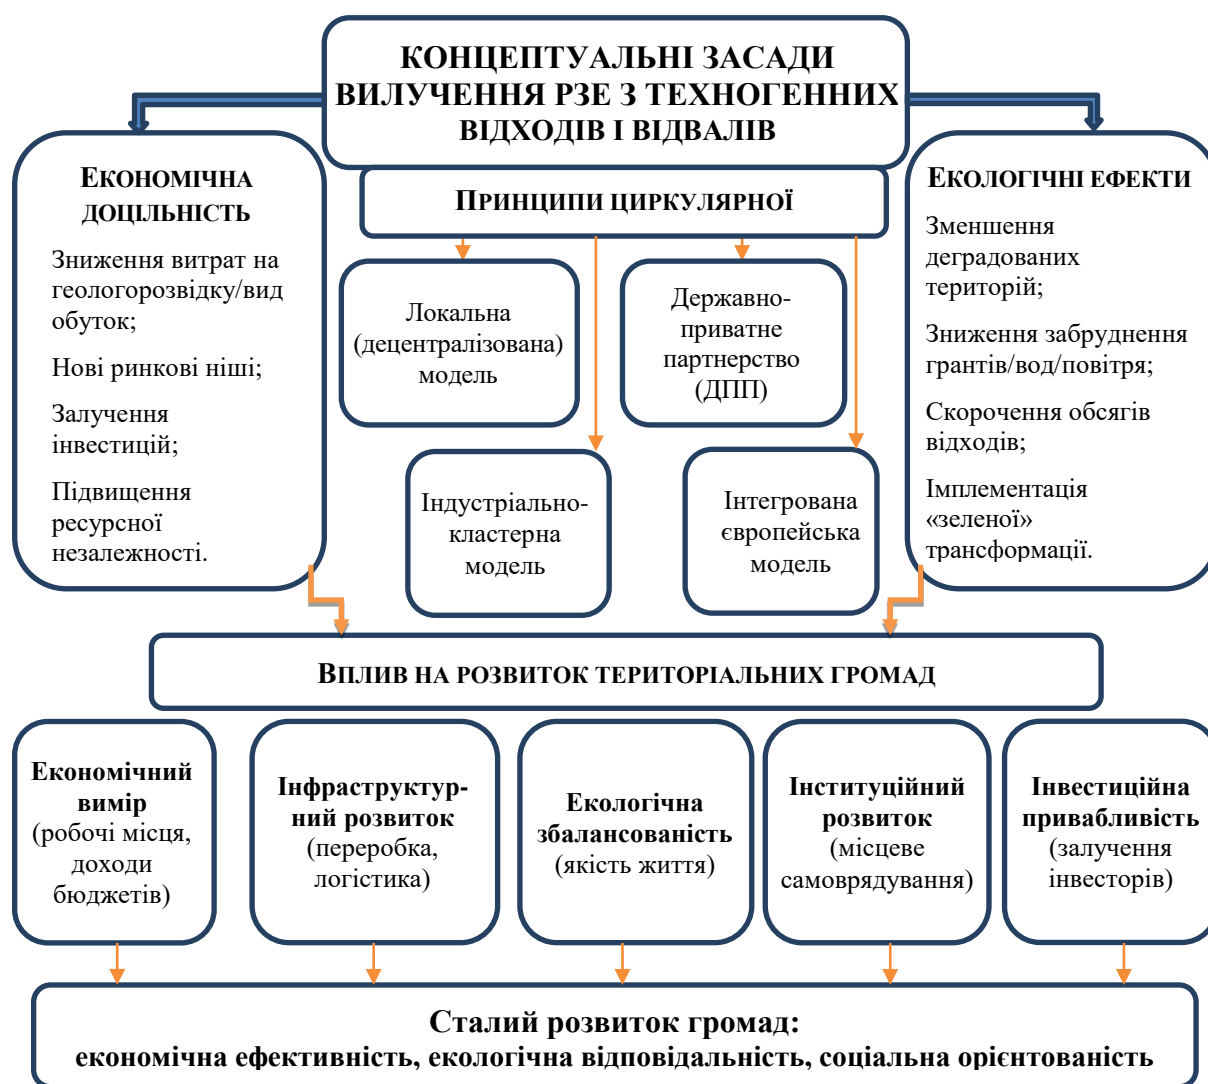 КОНЦЕПТУАЛЬНІ ЗАСАДИ
ВИЛУЧЕННЯ РЗЕ З ТЕХНОГЕННИХ
ВІДХОДІВ І ВІДВАЛІВ
ЕКОНОМІЧНА
ДОЦІЛЬНІСТЬ
Зниження витрат на
геологорозвідку/вид
обуток;
Нові ринкові ніші;
Залучення
інвестицій;
Підвищення
ресурсної
незалежності.
ПРИНЦИПИ ЦИРКУЛЯРНОЇ
Локальна
(децентралізована)
модель
Державно-
приватне
партнерство
(ДПП)
Індустріально-
кластерна
модель
Інтегрована
європейська
модель
ЕКОЛОГІЧНІ ЕФЕКТИ
Зменшення
деградованих
територій;
Зниження забруднення
грантів/вод/повітря;
Скорочення обсягів
відходів;
Імплементація
«зеленої»
трансформації.
ВПЛИВ НА РОЗВИТОК ТЕРИТОРІАЛЬНИХ ГРОМАД
Економічний
вимір
(робочі місця,
доходи
бюджетів)
Інфраструктур-
ний розвиток
(переробка,
логістика)
Екологічна
збалансованість
(якість життя)
Інституційний
розвиток
(місцеве
самоврядування)
Інвестиційна
привабливість
(залучення
інвесторів)
Сталий розвиток громад:
економічна ефективність, екологічна відповідальність, соціальна орієнтованість